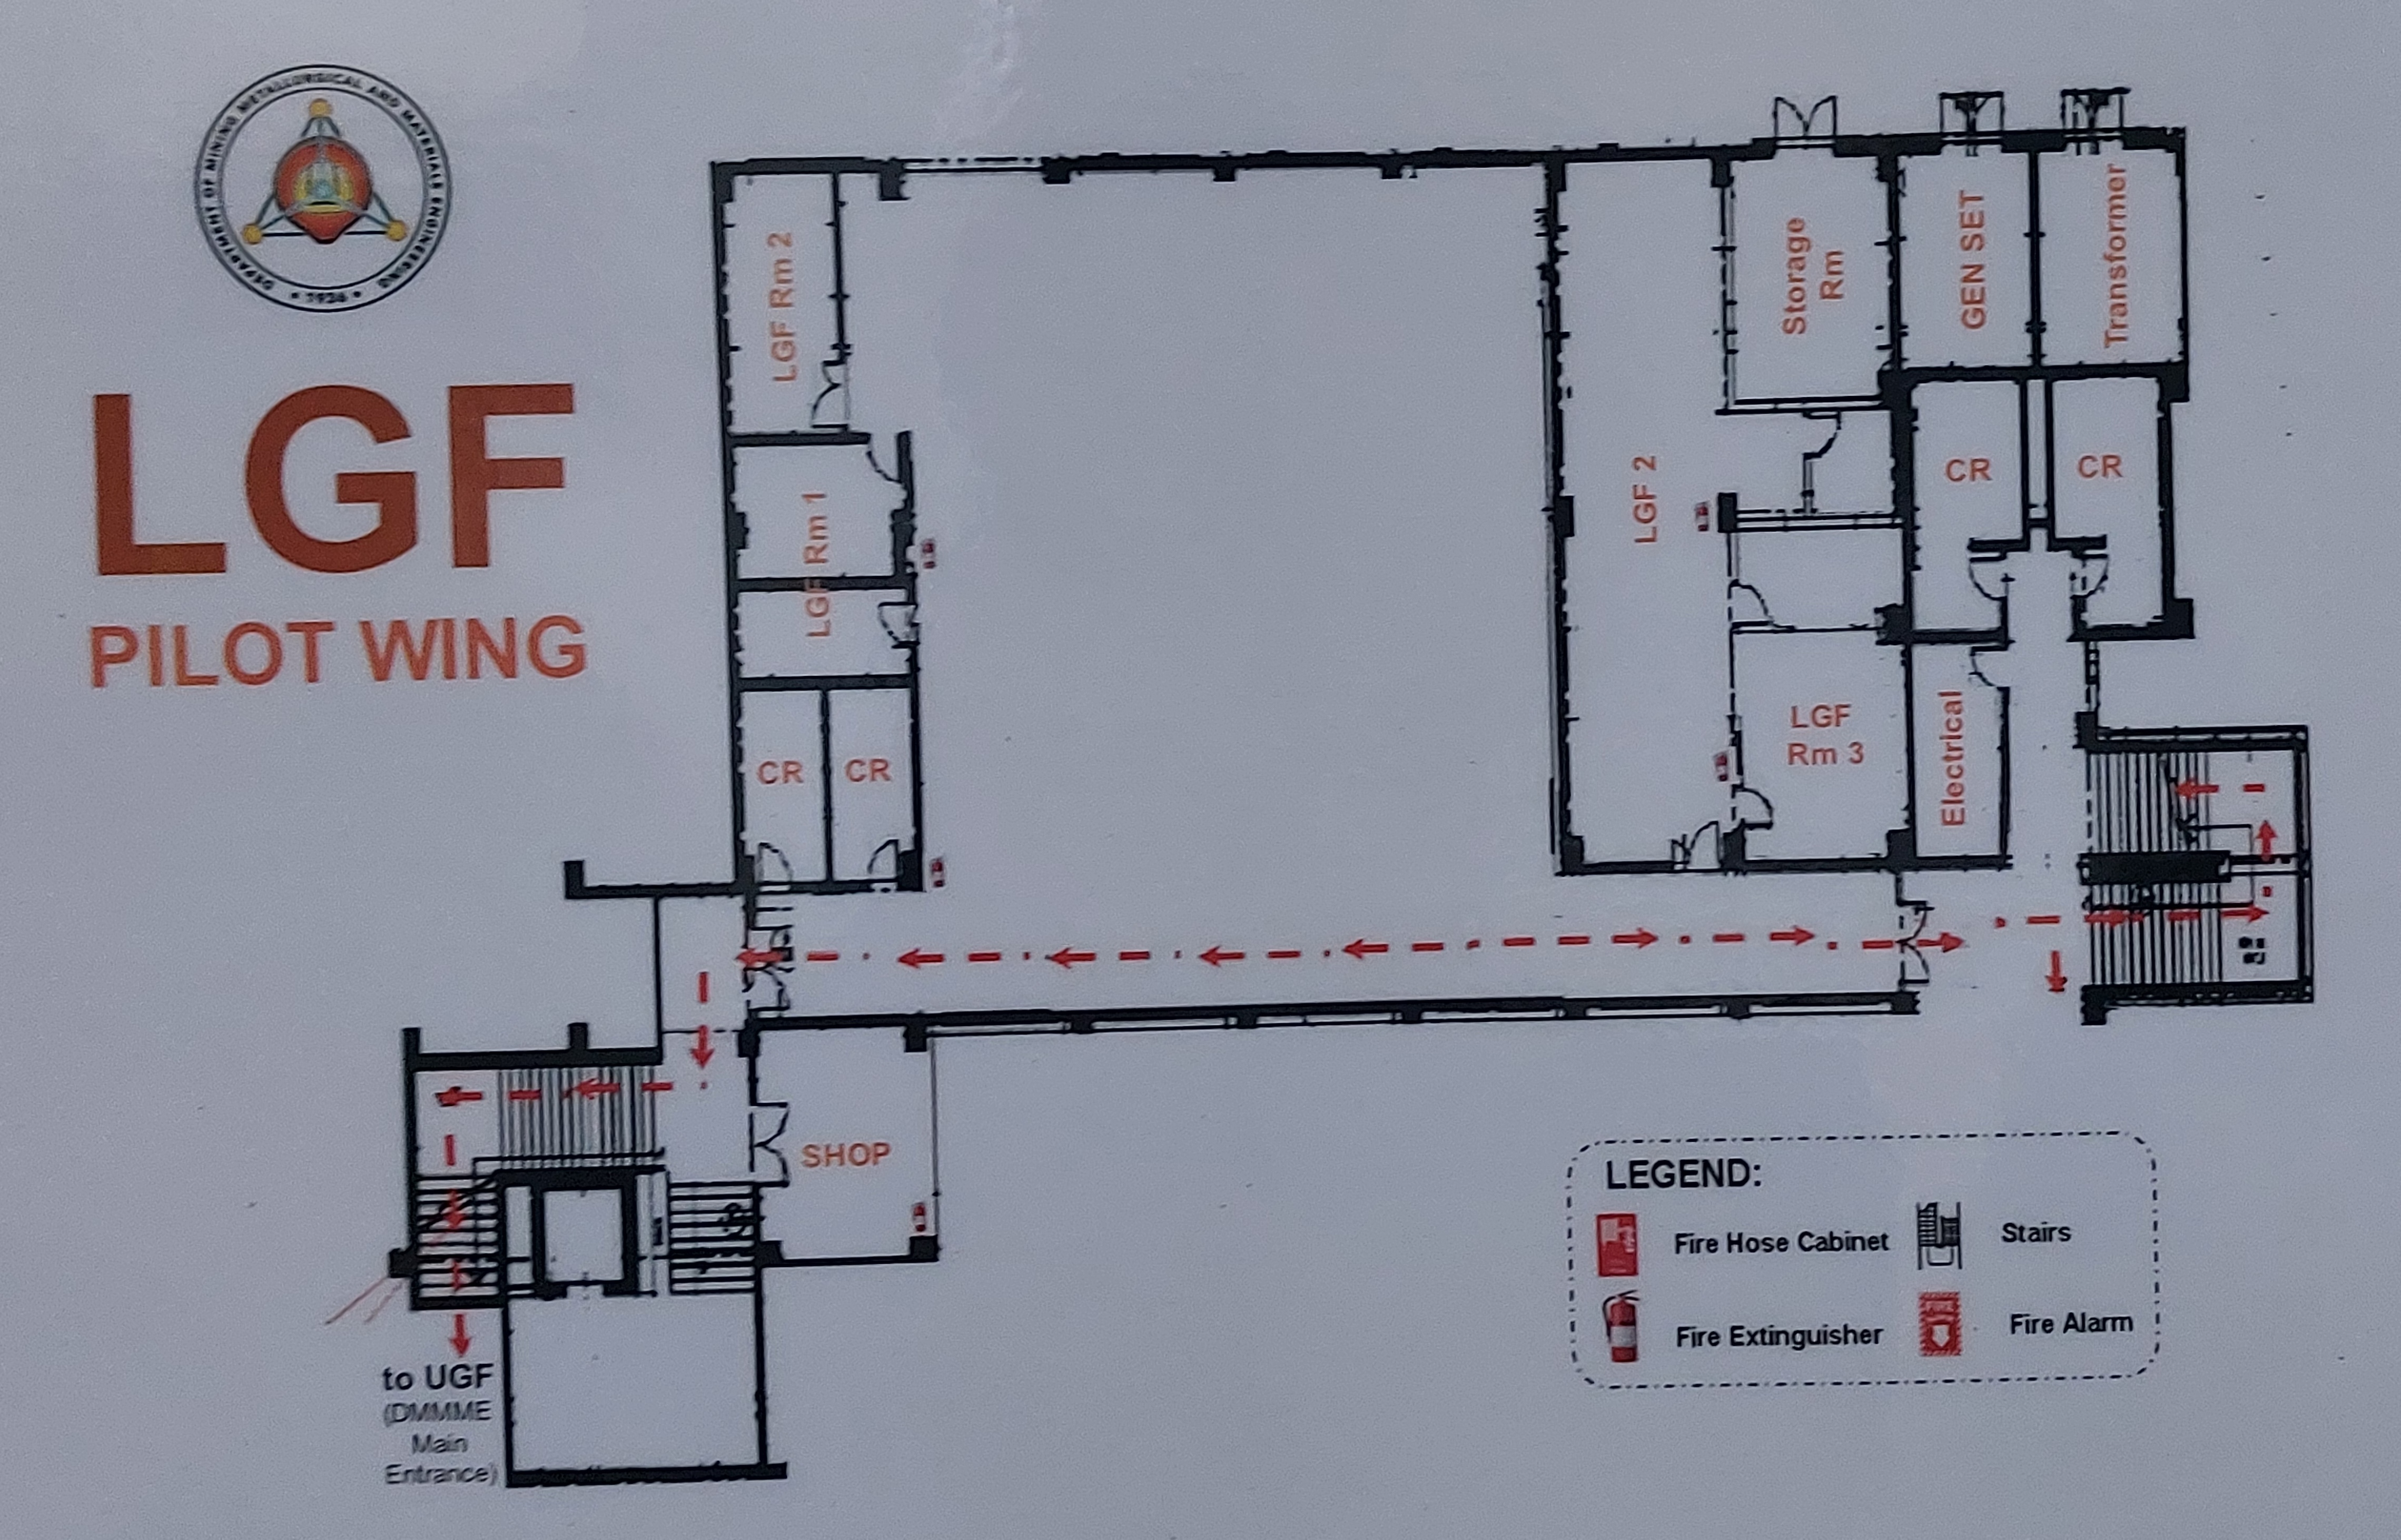 DEPARTMENT OF MINING METALLURGICAL AND MATERIALS ENGINEERING
• 1936 •
LGF
PILOT WING
LGF Rm 2
LGF Rm 1
CR
CR
LGF 2
Storage
Rm
GEN SET
Transformer
CR
CR
LGF
Rm 3
Electrical
SHOP
to UGF
(DMMME
Main
Entrance)
LEGEND:
Fire Hose Cabinet
Stairs
Fire Extinguisher
FIRE
Fire Alarm